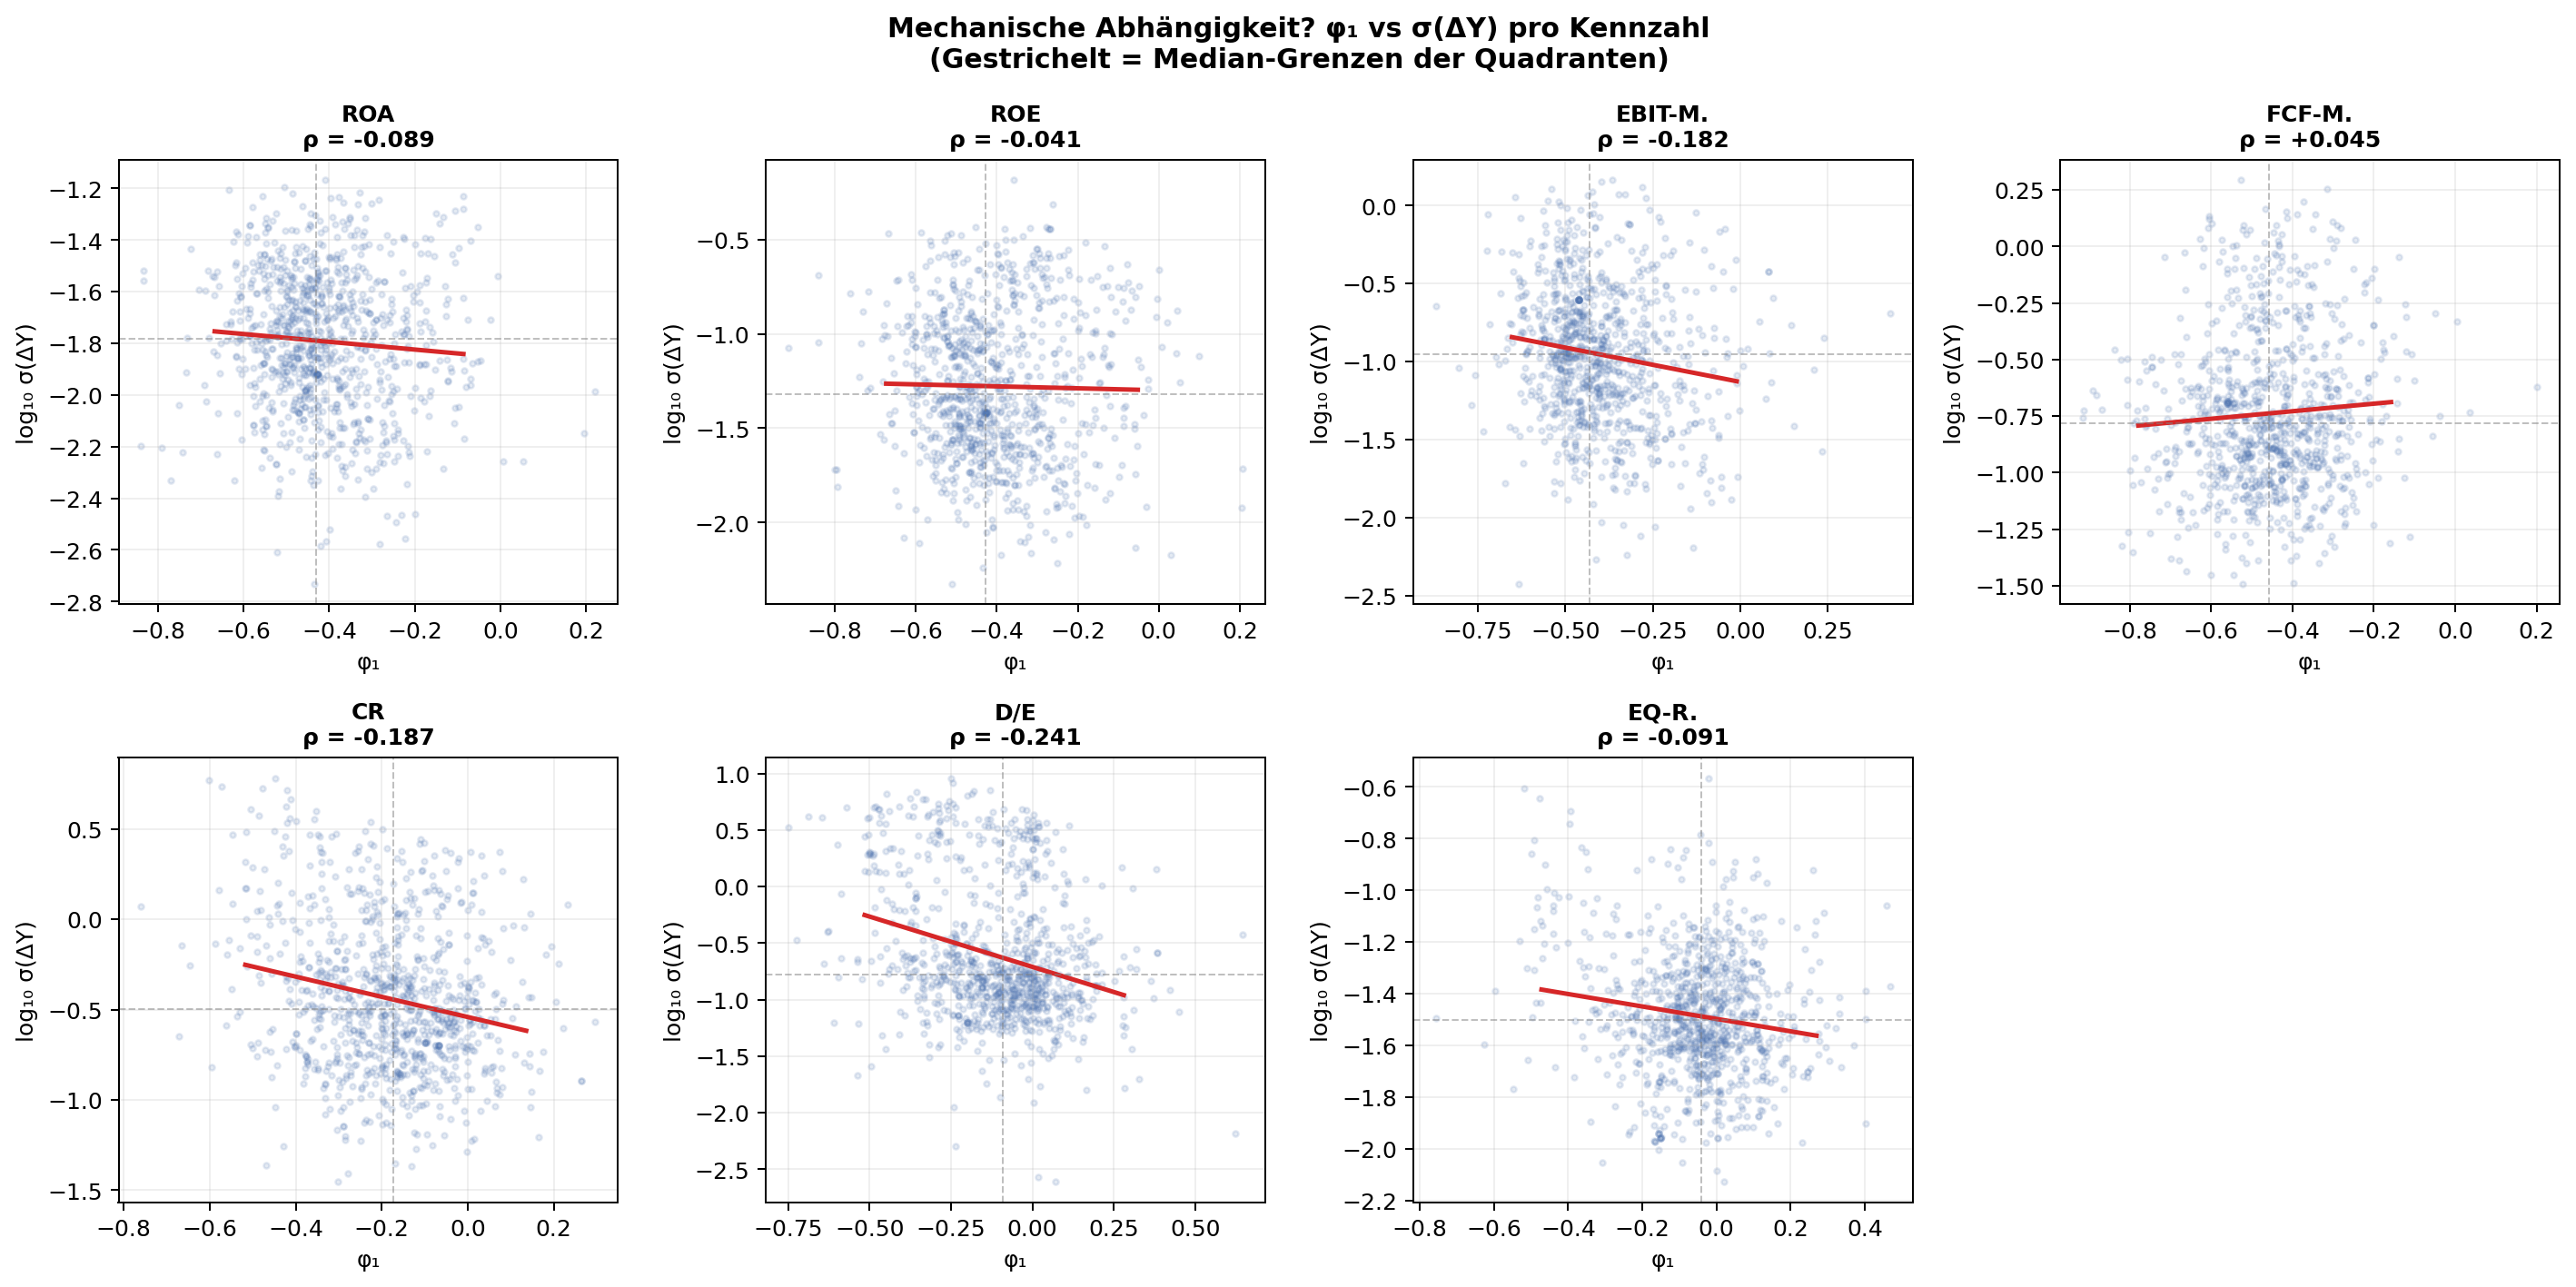 Mechanische Abhängigkeit? φ₁ vs σ(ΔY) pro Kennzahl
(Gestrichelt = Median-Grenzen der Quadranten)
ROA
ρ = -0.089
−1.2
−1.4
−1.6
−1.8
−2.0
−2.2
−2.4
−2.6
−2.8
log₁₀ σ(ΔY)
−0.8 −0.6 −0.4 −0.2 0.0 0.2
φ₁
ROE
ρ = -0.041
−0.5
−1.0
−1.5
−2.0
log₁₀ σ(ΔY)
−0.8 −0.6 −0.4 −0.2 0.0 0.2
φ₁
EBIT-M.
ρ = -0.182
0.0
−0.5
−1.0
−1.5
−2.0
−2.5
log₁₀ σ(ΔY)
−0.75 −0.50 −0.25 0.00 0.25
φ₁
FCF-M.
ρ = +0.045
0.25
0.00
−0.25
−0.50
−0.75
−1.00
−1.25
−1.50
log₁₀ σ(ΔY)
−0.8 −0.6 −0.4 −0.2 0.0 0.2
φ₁
CR
ρ = -0.187
0.5
0.0
−0.5
−1.0
−1.5
log₁₀ σ(ΔY)
−0.8 −0.6 −0.4 −0.2 0.0 0.2
φ₁
D/E
ρ = -0.241
1.0
0.5
0.0
−0.5
−1.0
−1.5
−2.0
−2.5
log₁₀ σ(ΔY)
−0.75 −0.50 −0.25 0.00 0.25 0.50
φ₁
EQ-R.
ρ = -0.091
−0.6
−0.8
−1.0
−1.2
−1.4
−1.6
−1.8
−2.0
−2.2
log₁₀ σ(ΔY)
−0.8 −0.6 −0.4 −0.2 0.0 0.2 0.4
φ₁